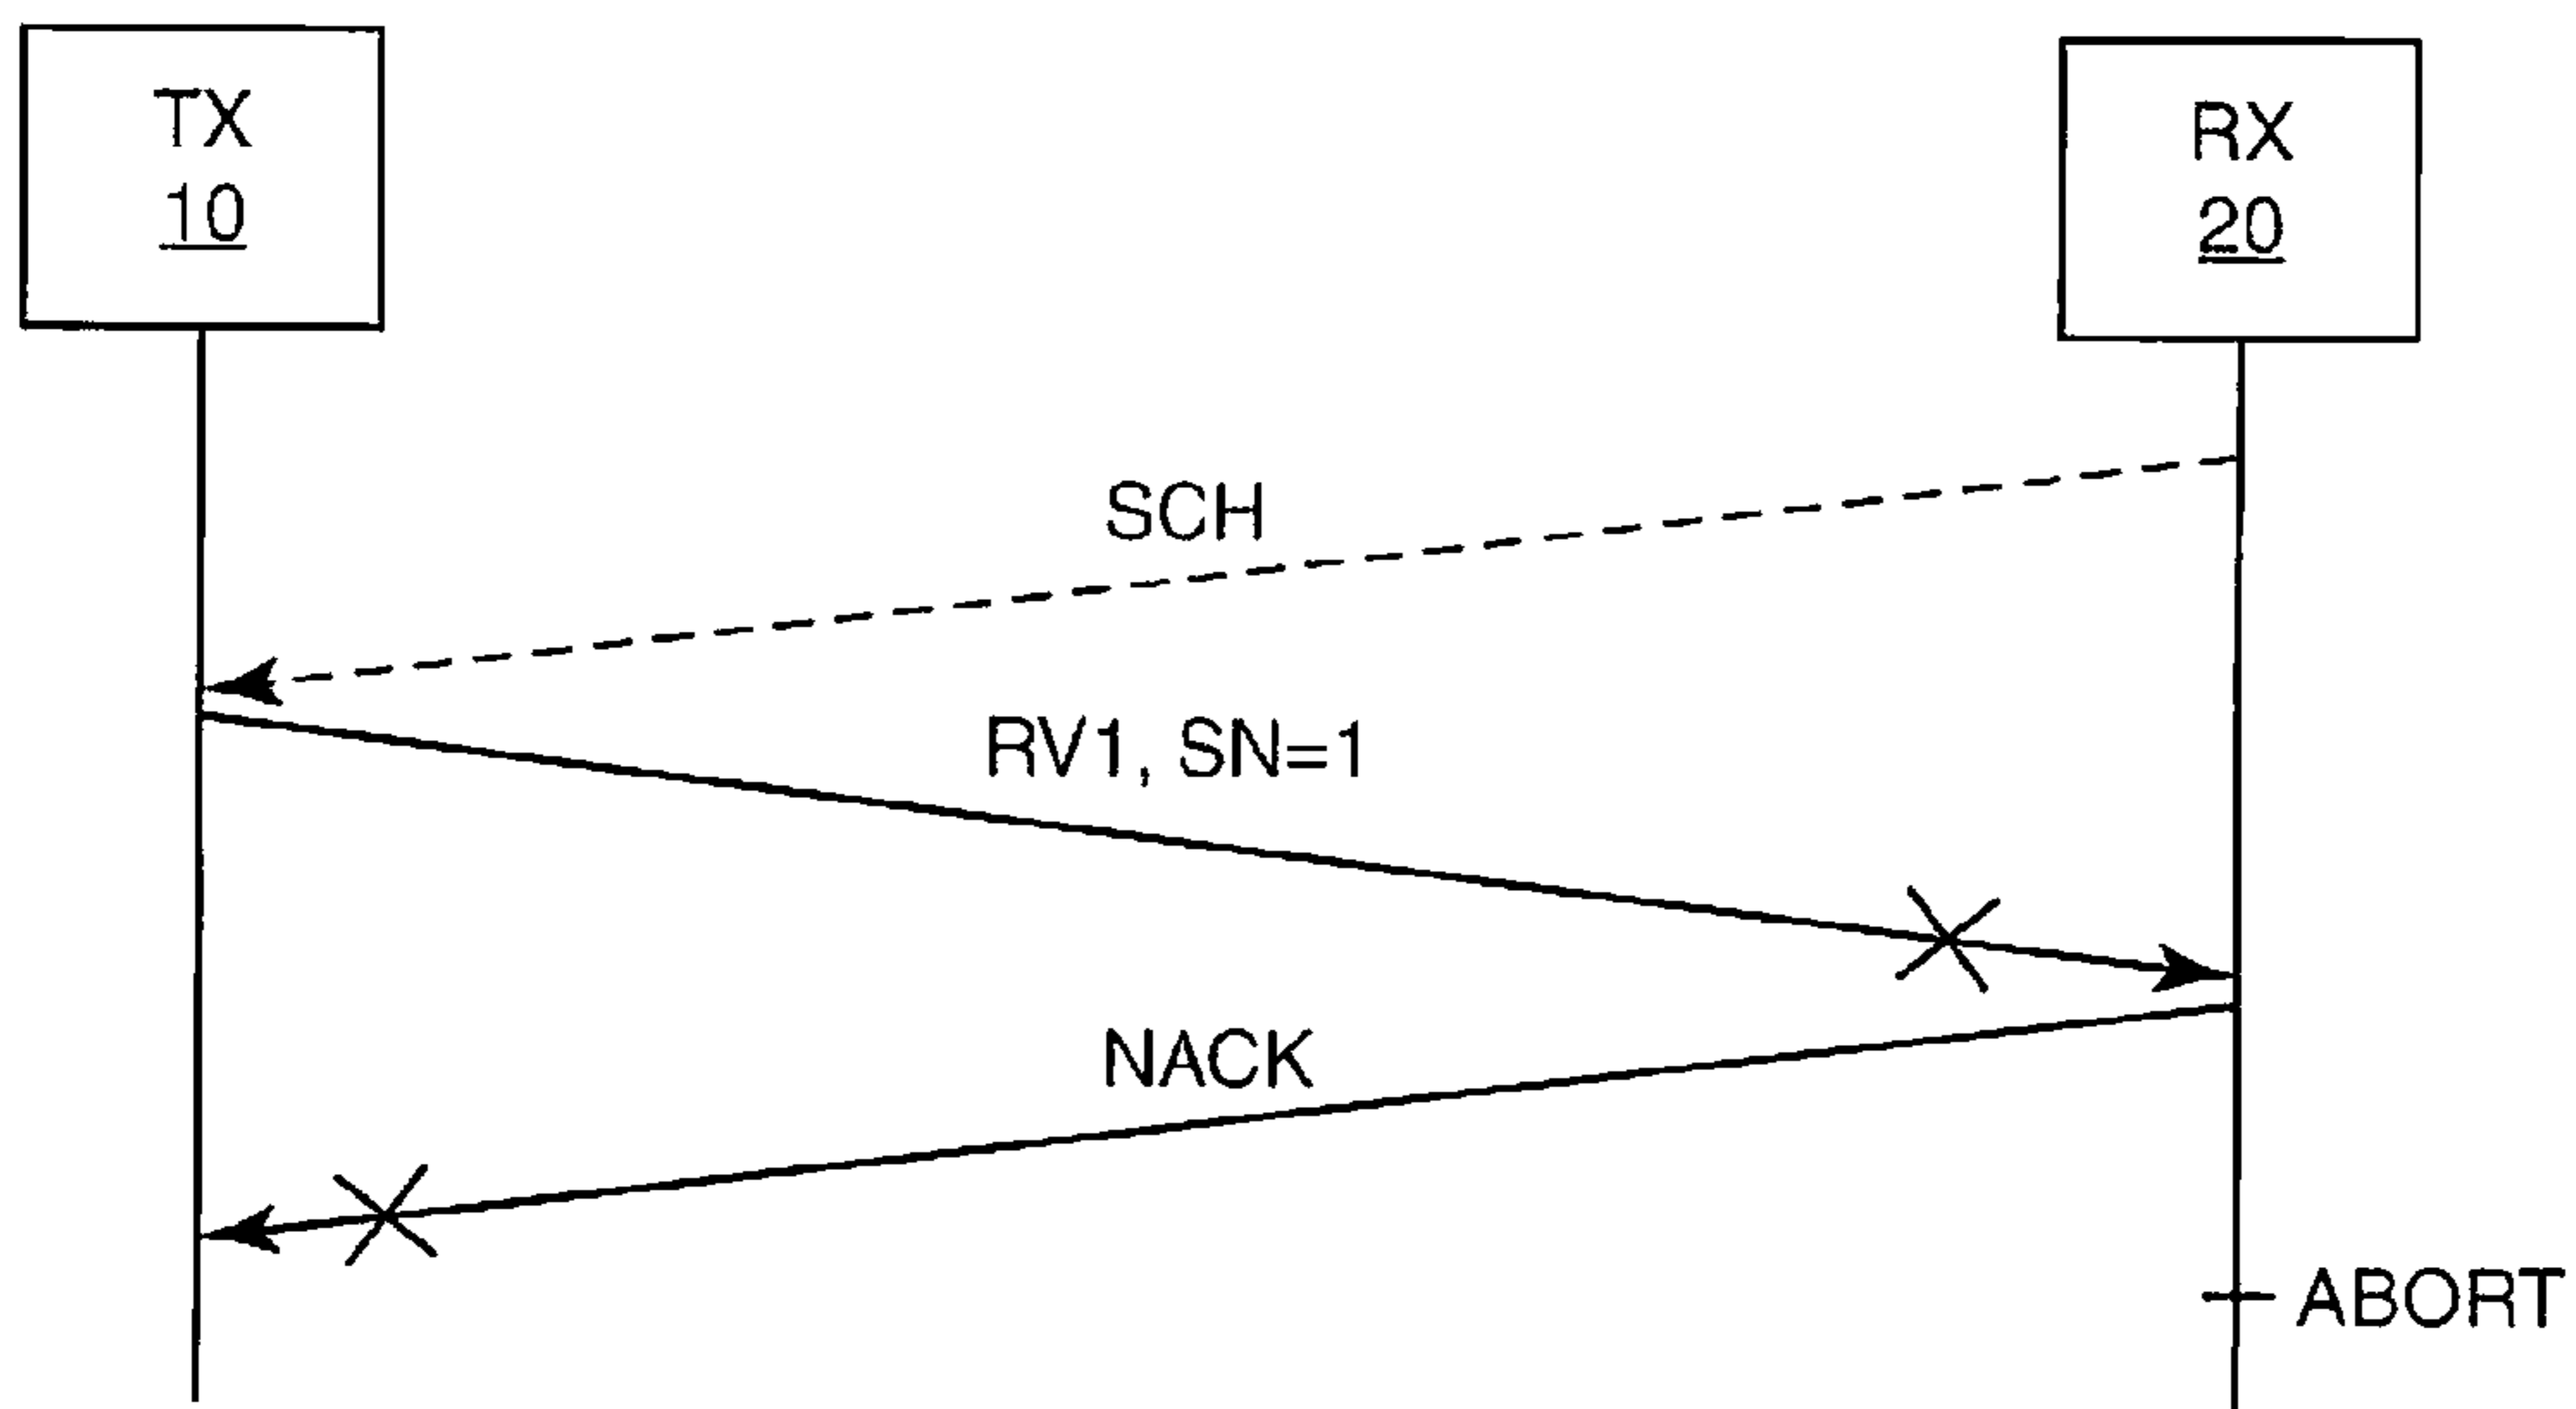 TX
10
RX
20
SCH
RV1, SN=1
NACK
ABORT